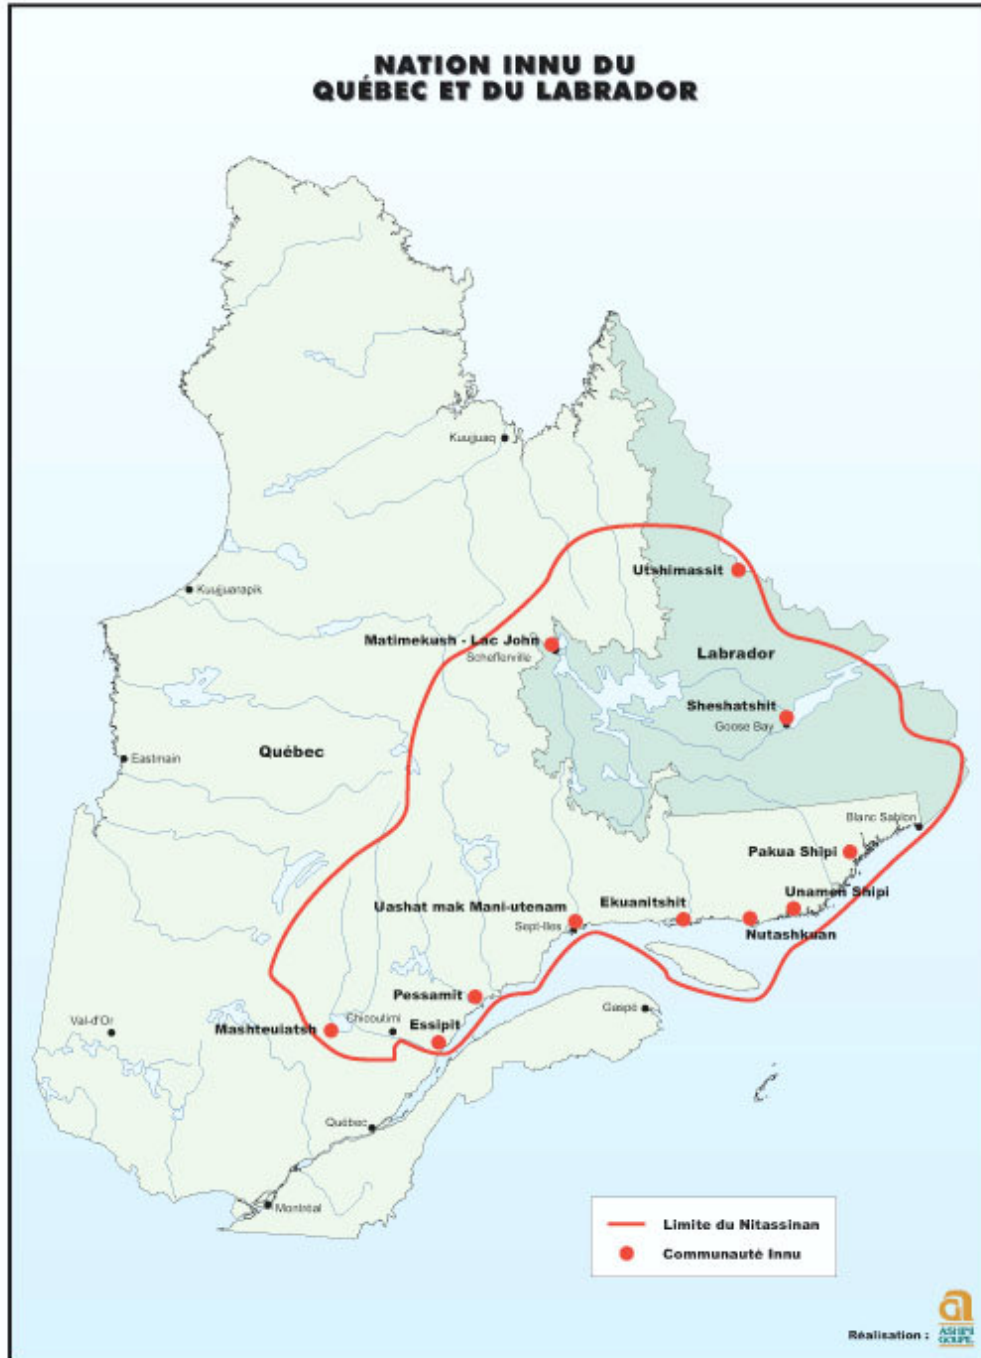 NATION INNU DU
QUÉBEC ET DU LABRADOR
Kuujjuaq
Utshimassit
Kuujjuarapik
Matimekush - Lac John
Schefferville
Labrador
Sheshatshit
Goose Bay
Québec
Eastmain
Blanc Sablon
Pakua Shipi
Unamen Shipi
Uashat mak Mani-utenam
Ekuanitshit
Sept-Iles
Nutashkuan
Pessamit
Gaspé
Val-d'Or
Mashteuiatsh
Chicoutimi
Essipit
Québec
Montréal
Limite du Nitassinan
Communauté Innu
Réalisation :